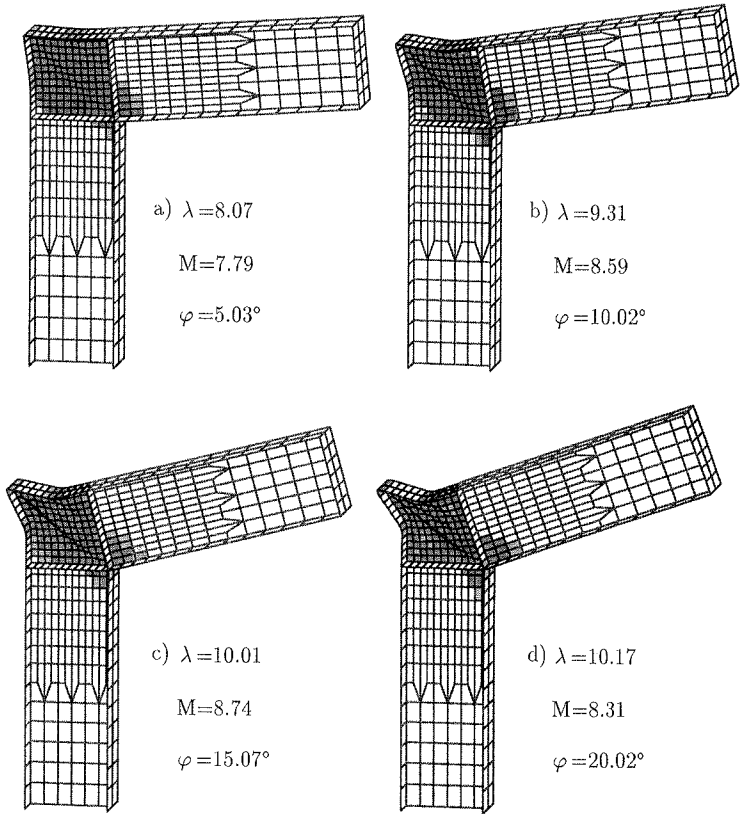 a) λ=8.07
M=7.79
φ=5.03°
b) λ=9.31
M=8.59
φ=10.02°
c) λ=10.01
M=8.74
φ=15.07°
d) λ=10.17
M=8.31
φ=20.02°